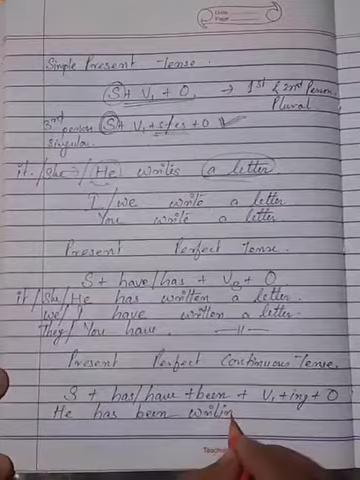 Date
Page
Simple Present Tense.
S + V1 + O → 1st & 2nd Person
Plural
3rd person S + V1 + s/es + O
singular
it./She → / He writes a letter
I / we write a letter
You write a letter
Present Perfect Tense.
S + have/has + V3 + O
it / She / He has written a letter.
we / I have written a letter.
They / You have. —— 11 ——
Present Perfect Continuous Tense.
S + has/have + been + V1 + ing + O
He has been writin
Teacher